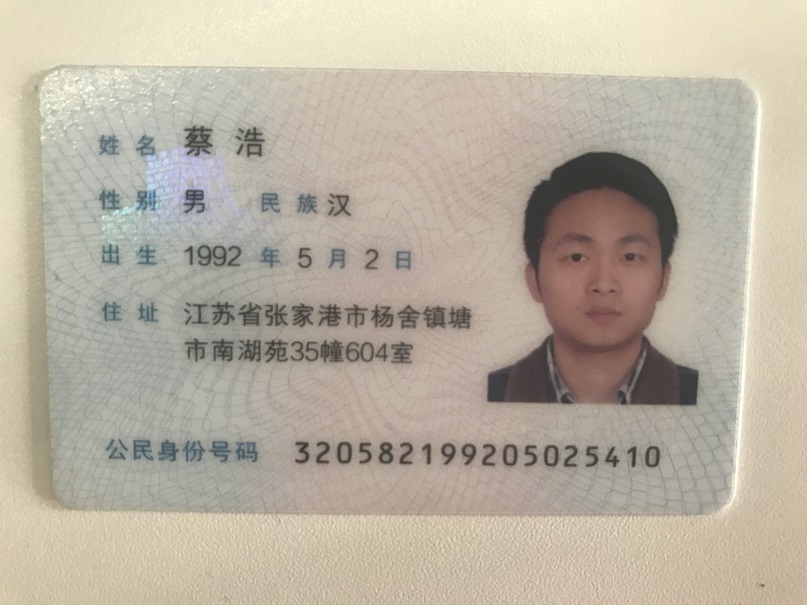 姓名 蔡浩
性别 男 民族 汉
出生 1992 年 5 月 2 日
住址 江苏省张家港市杨舍镇塘
市南湖苑35幢604室
公民身份号码 320582199205025410